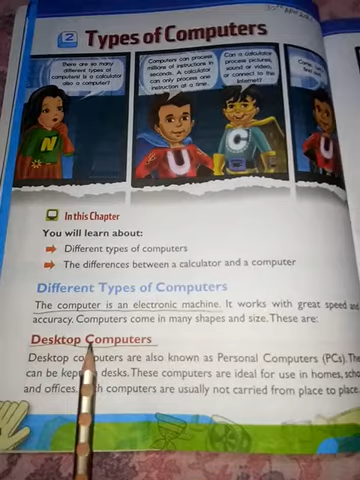 2 Types of Computers
There are so many
different types of
computers! Is a calculator
also a computer?
Computers can process
millions of instructions in
seconds. A calculator
can only process one
instruction at a time.
Can a calculator
process pictures,
sound or videos,
or connect to the
Internet?
N
U
C
U
In this Chapter
You will learn about:
Different types of computers
The differences between a calculator and a computer
Different Types of Computers
The computer is an electronic machine. It works with great speed and
accuracy. Computers come in many shapes and size. These are:
Desktop Computers
Desktop computers are also known as Personal Computers (PCs). The
can be kept desks. These computers are ideal for use in homes, scho
and offices. computers are usually not carried from place to place